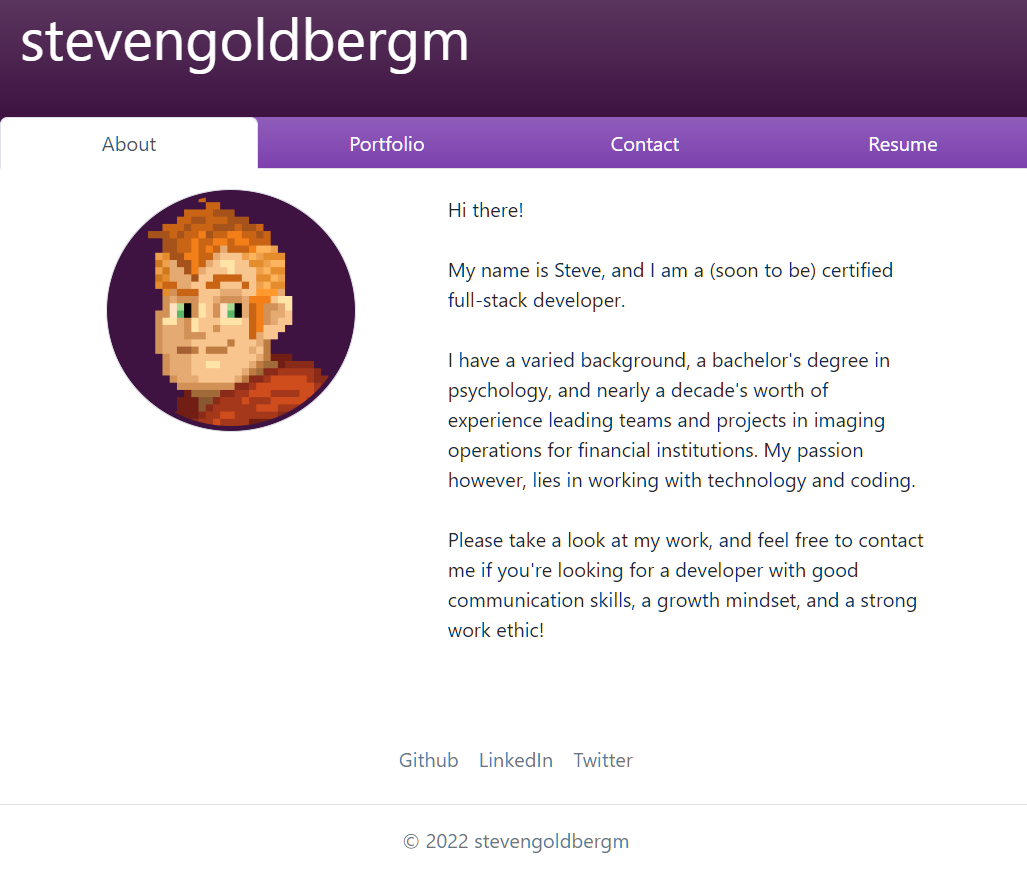 stevengoldbergm
About Portfolio Contact Resume
Hi there!
My name is Steve, and I am a (soon to be) certified
full-stack developer.
I have a varied background, a bachelor's degree in
psychology, and nearly a decade's worth of
experience leading teams and projects in imaging
operations for financial institutions. My passion
however, lies in working with technology and coding.
Please take a look at my work, and feel free to contact
me if you're looking for a developer with good
communication skills, a growth mindset, and a strong
work ethic!
Github LinkedIn Twitter
© 2022 stevengoldbergm